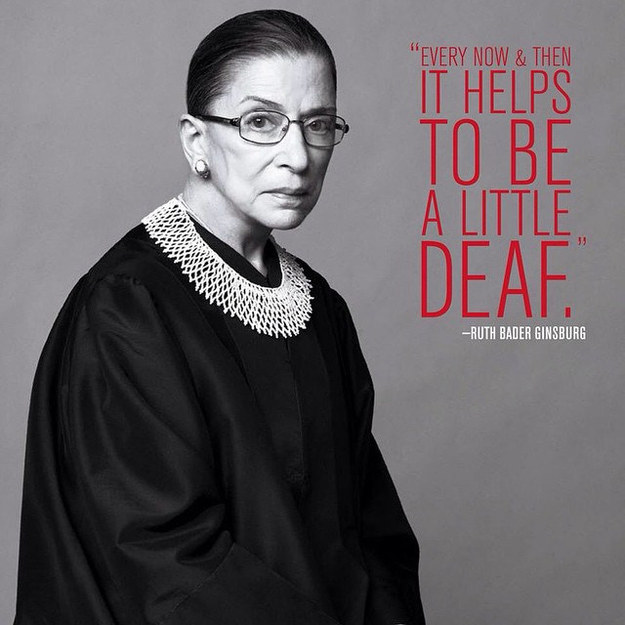 “EVERY NOW & THEN
IT HELPS
TO BE
A LITTLE
DEAF.”
–RUTH BADER GINSBURG